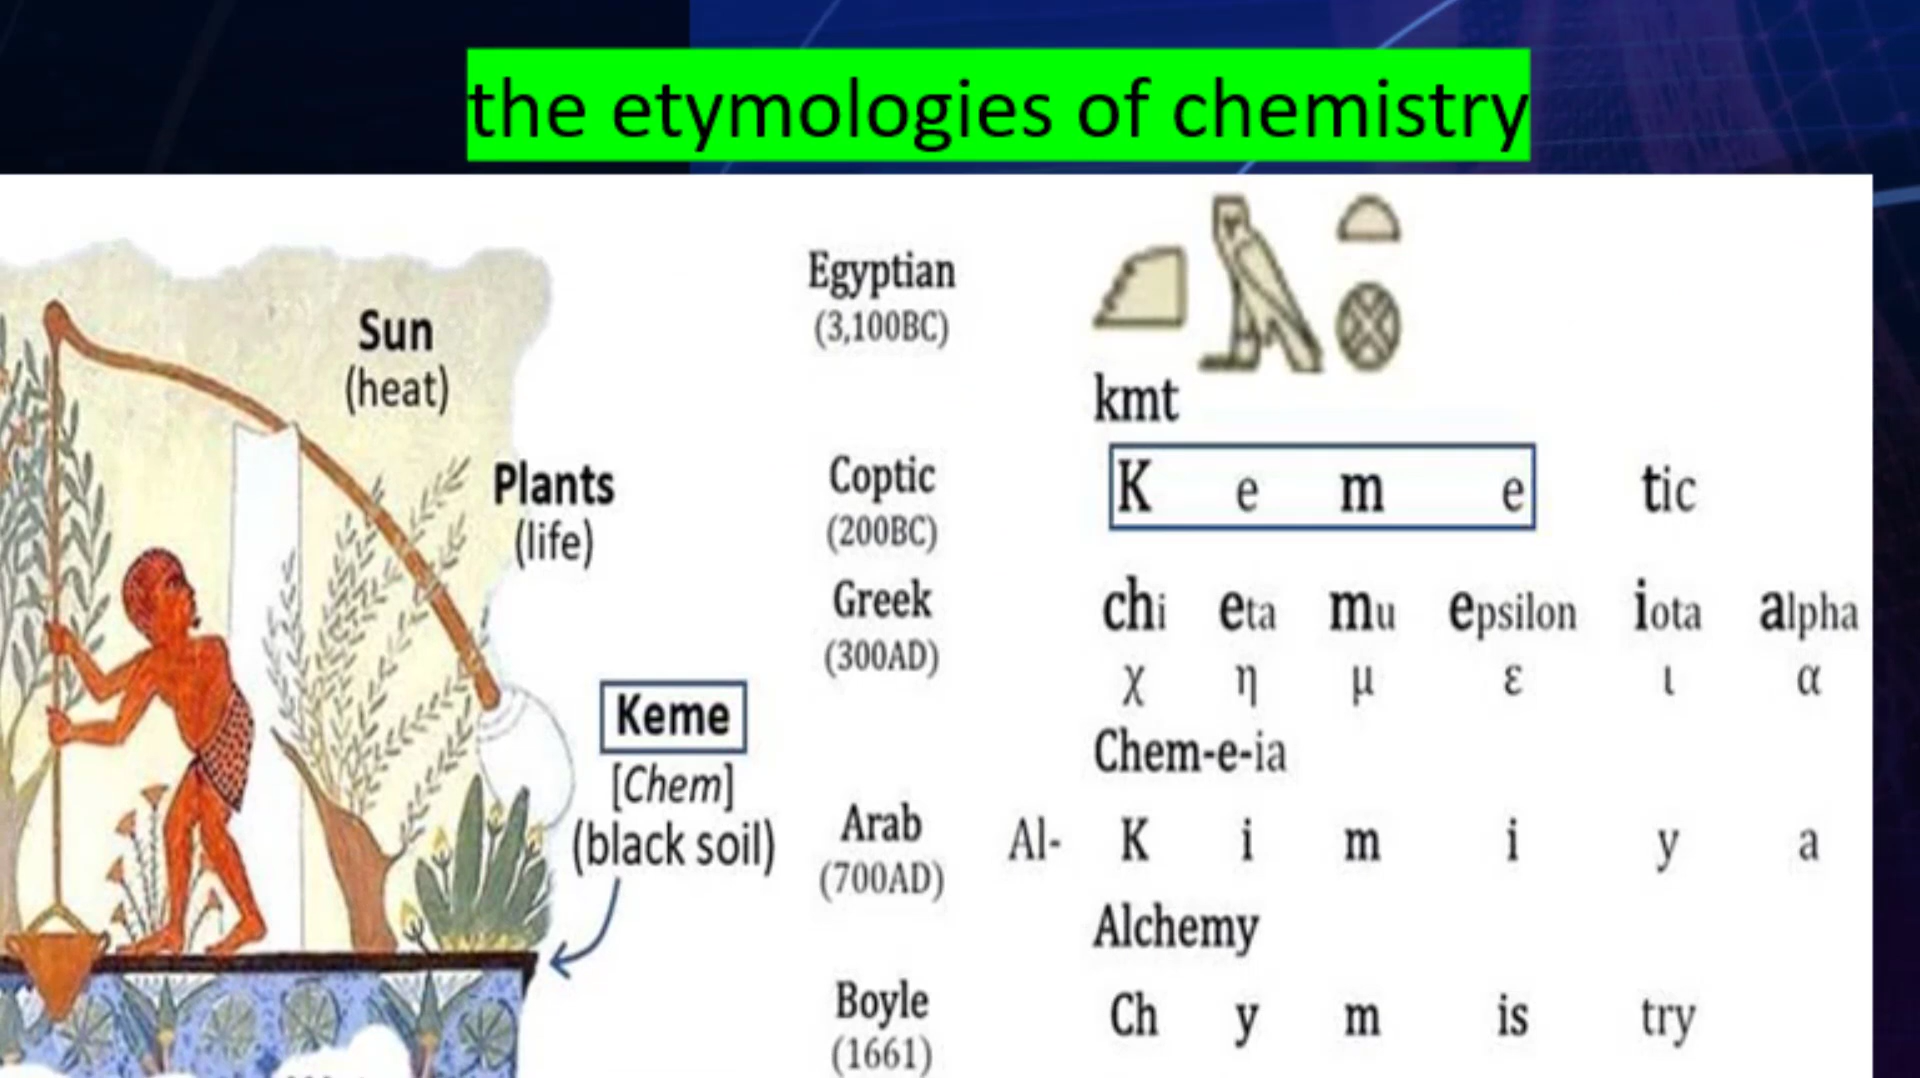 the etymologies of chemistry
Sun
(heat)
Plants
(life)
Keme
[Chem]
(black soil)
Egyptian
(3,100BC)
kmt
Coptic
(200BC)
K e m e tic
Greek
(300AD)
chi eta mu epsilon iota alpha
χ η μ ε ι α
Chem-e-ia
Arab
(700AD)
Al- K i m i y a
Alchemy
Boyle
(1661)
Ch y m is try